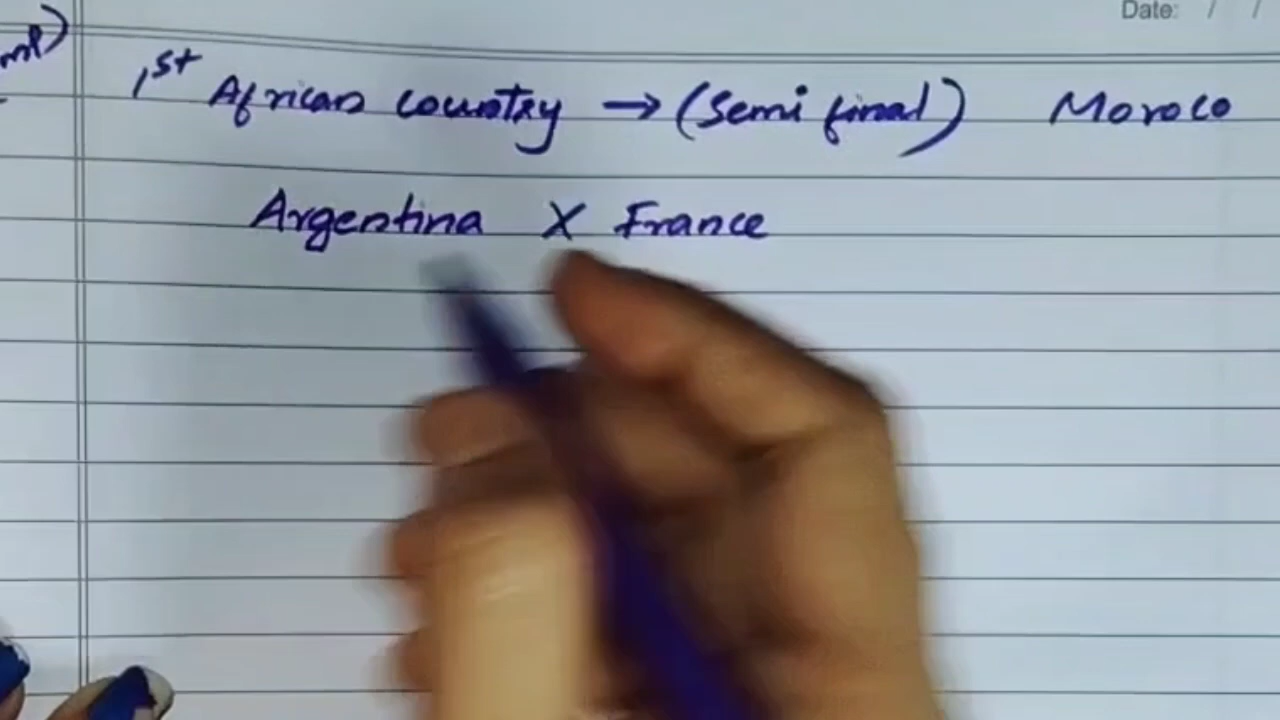 Date: / /
1st African country → (Semi final) Moroco
Argentina X France